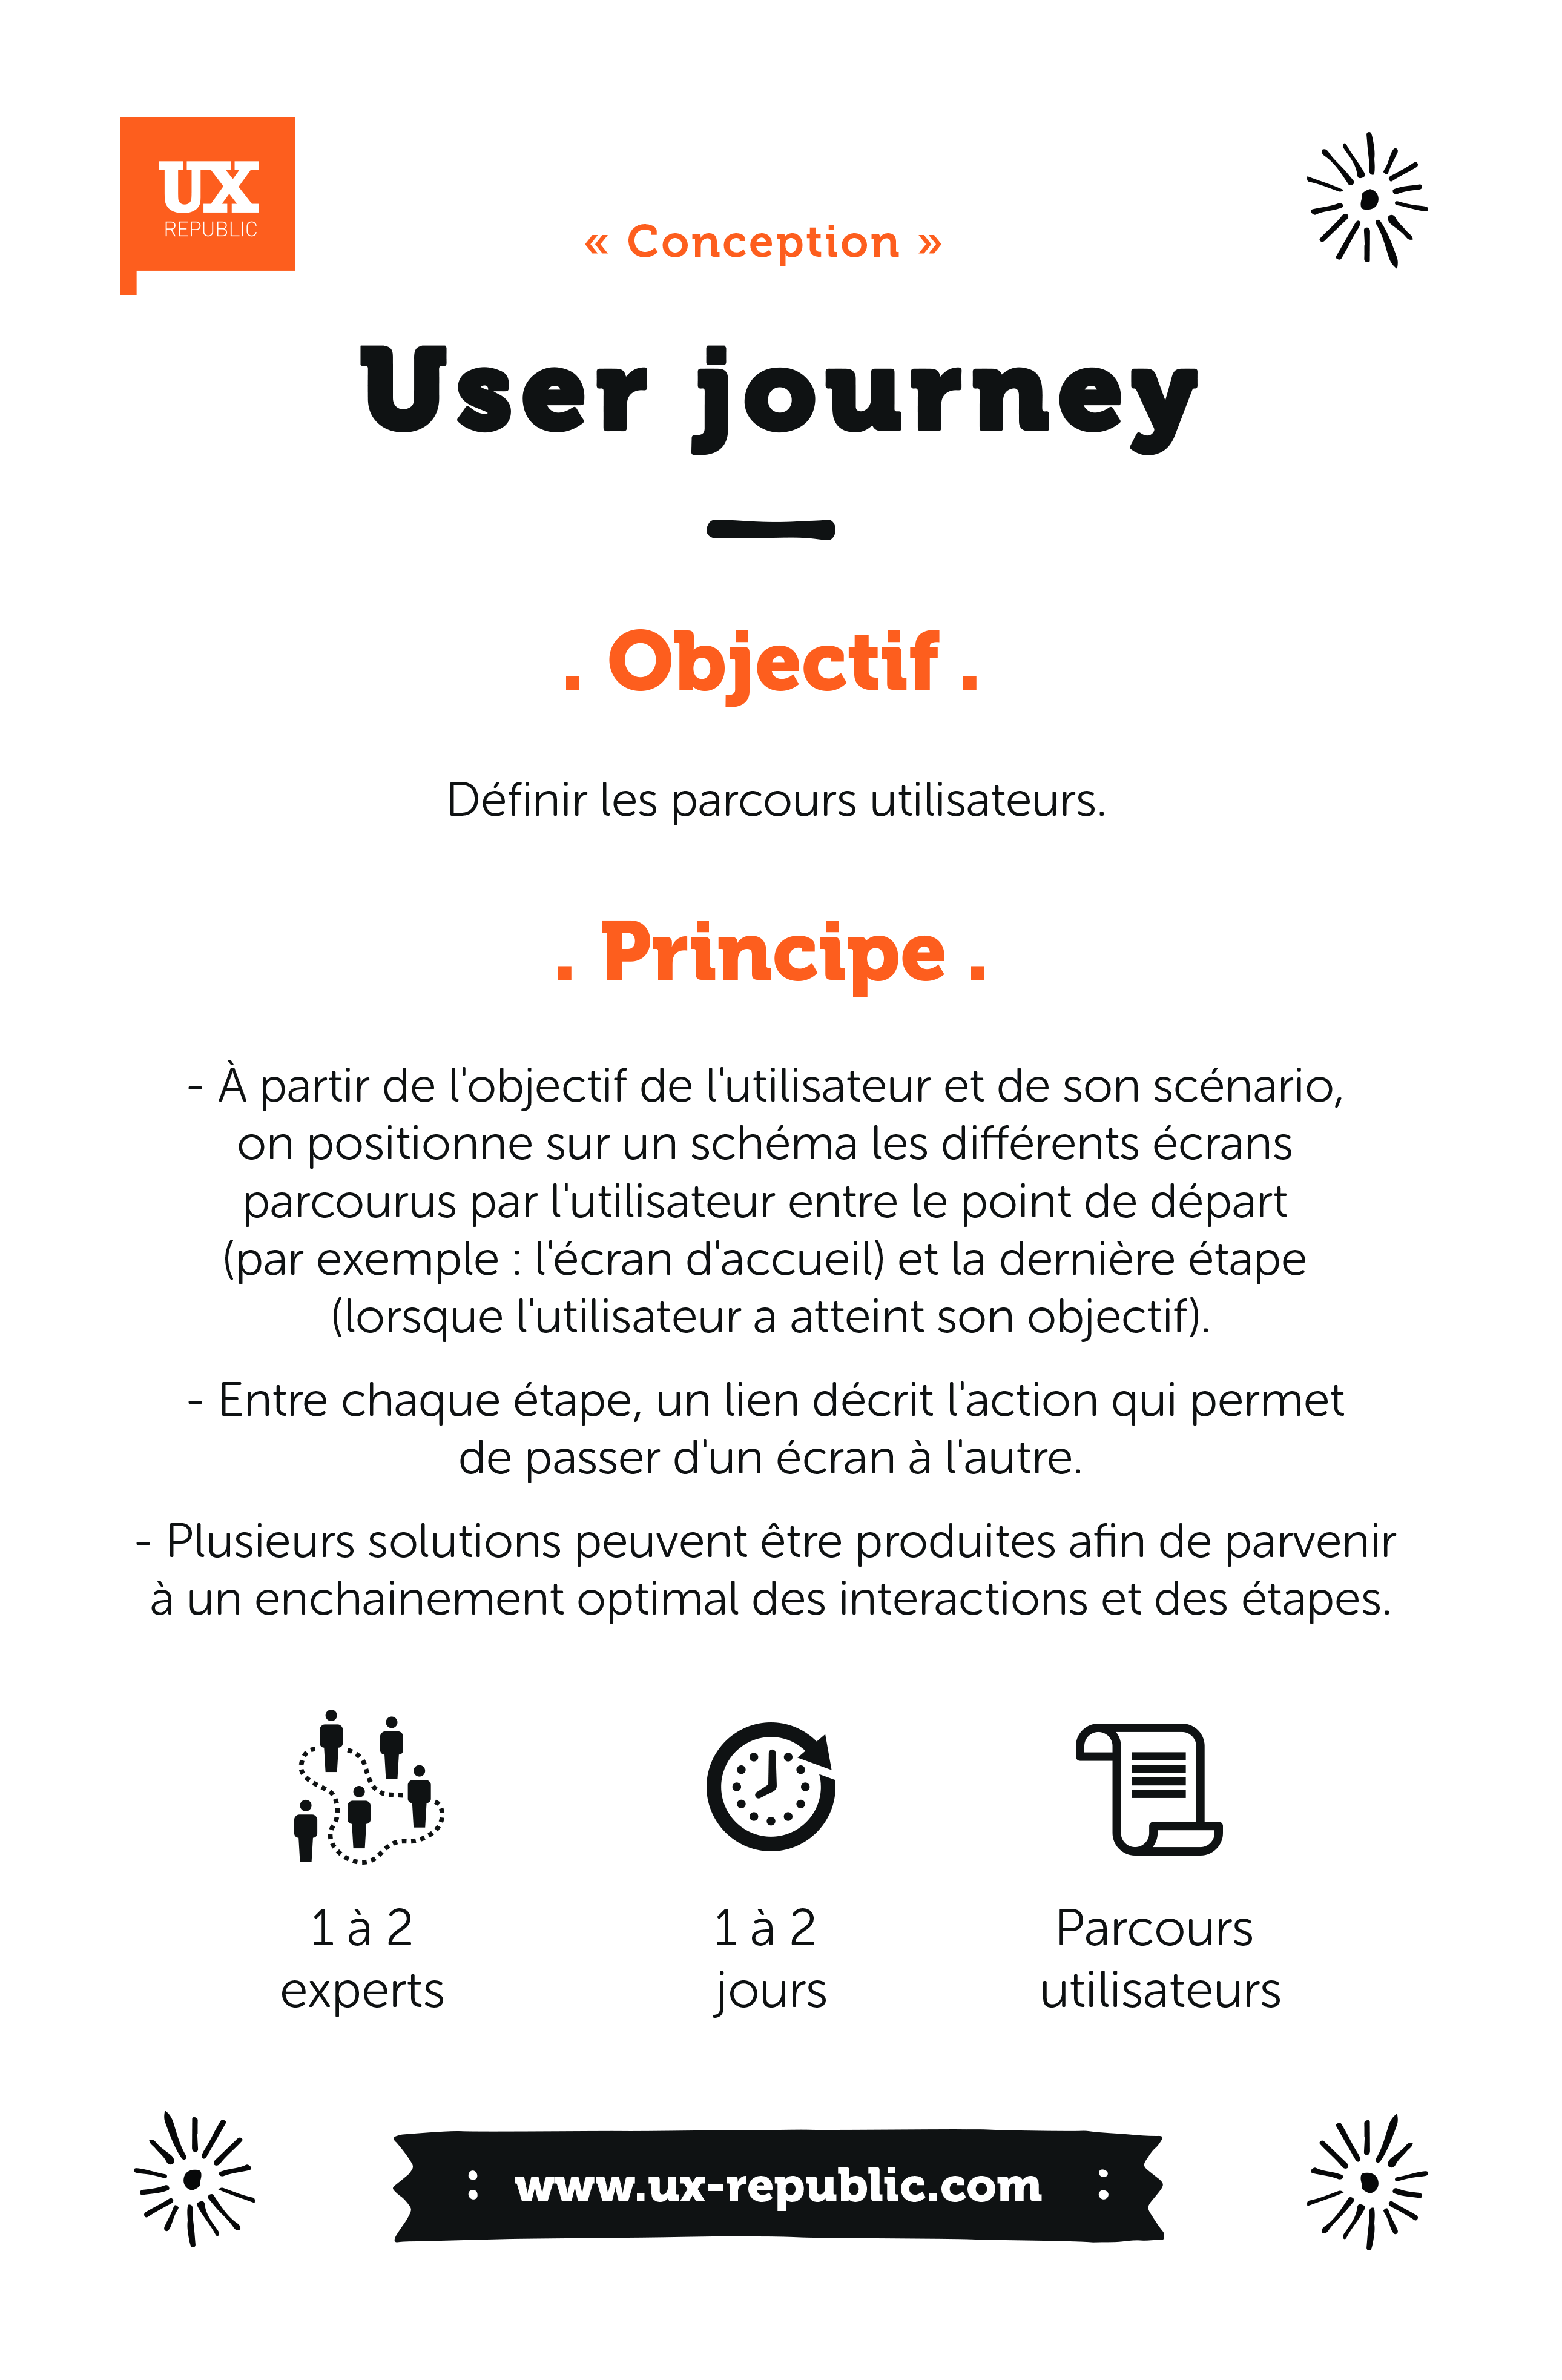 UX
REPUBLIC
« Conception »
User journey
. Objectif .
Définir les parcours utilisateurs.
. Principe .
- À partir de l'objectif de l'utilisateur et de son scénario,
on positionne sur un schéma les différents écrans
parcourus par l'utilisateur entre le point de départ
(par exemple : l'écran d'accueil) et la dernière étape
(lorsque l'utilisateur a atteint son objectif).
- Entre chaque étape, un lien décrit l'action qui permet
de passer d'un écran à l'autre.
- Plusieurs solutions peuvent être produites afin de parvenir
à un enchainement optimal des interactions et des étapes.
1 à 2
experts
1 à 2
jours
Parcours
utilisateurs
: www.ux-republic.com :